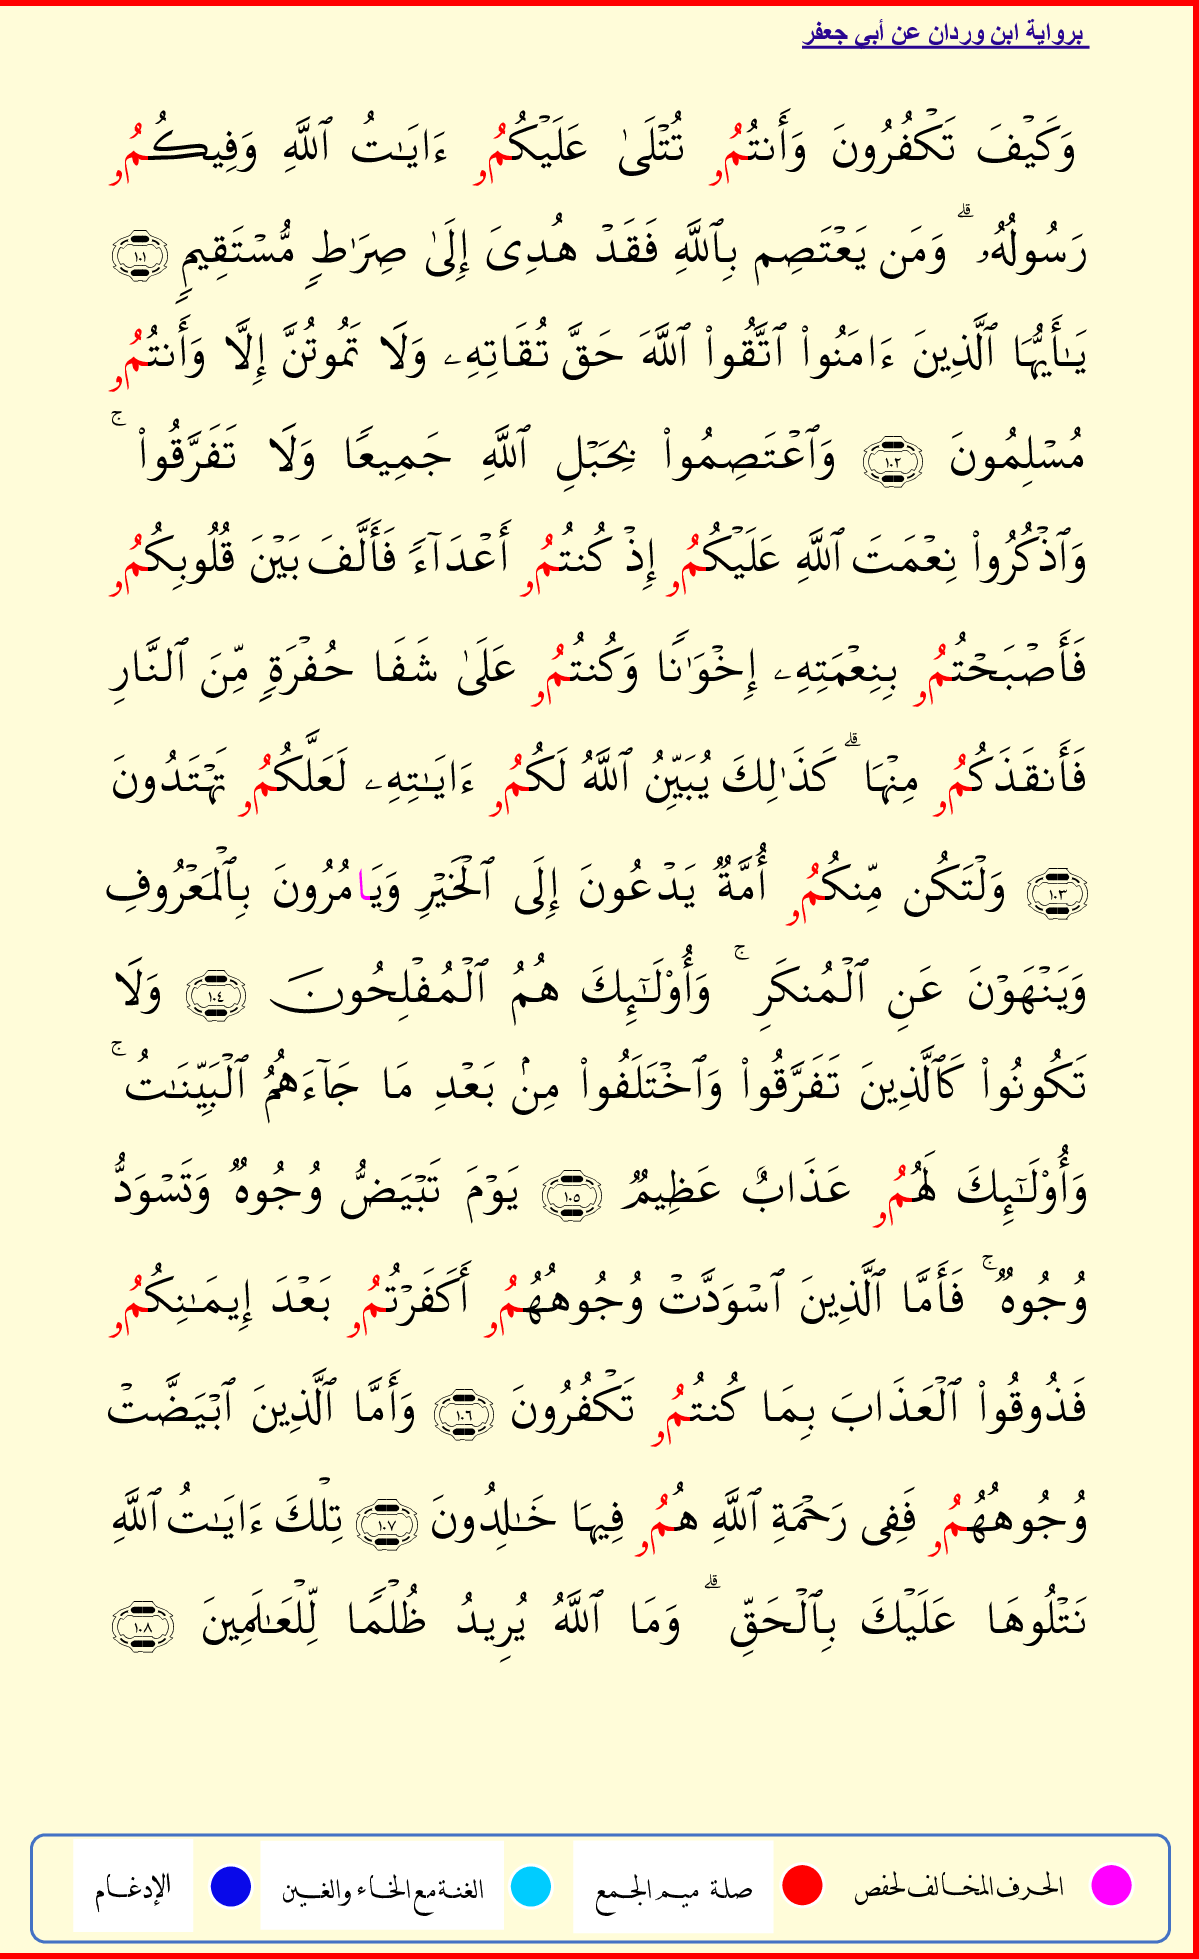 برواية ابن وردان عن أبي جعفر
وَكَيْفَ تَكْفُرُونَ وَأَنتُمُۥ تُتْلَىٰ عَلَيْكُمُۥ ءَايَـٰتُ ٱللَّهِ وَفِيكُمُۥ
رَسُولُهُۥ ۗ وَمَن يَعْتَصِم بِٱللَّهِ فَقَدْ هُدِىَ إِلَىٰ صِرَٰطٍ مُّسْتَقِيمٍ ١٠١
يَـٰأَيُّهَا ٱلَّذِينَ ءَامَنُوا۟ ٱتَّقُوا۟ ٱللَّهَ حَقَّ تُقَاتِهِۦ وَلَا تَمُوتُنَّ إِلَّا وَأَنتُمُۥ
مُسْلِمُونَ ١٠٢ وَٱعْتَصِمُوا۟ بِحَبْلِ ٱللَّهِ جَمِيعًا وَلَا تَفَرَّقُوا۟ ۚ
وَٱذْكُرُوا۟ نِعْمَتَ ٱللَّهِ عَلَيْكُمُۥ إِذْ كُنتُمُۥ أَعْدَآءً فَأَلَّفَ بَيْنَ قُلُوبِكُمُۥ
فَأَصْبَحْتُمُۥ بِنِعْمَتِهِۦ إِخْوَٰنًا وَكُنتُمُۥ عَلَىٰ شَفَا حُفْرَةٍ مِّنَ ٱلنَّارِ
فَأَنقَذَكُمُۥ مِنْهَا ۗ كَذَٰلِكَ يُبَيِّنُ ٱللَّهُ لَكُمُۥ ءَايَـٰتِهِۦ لَعَلَّكُمُۥ تَهْتَدُونَ
١٠٣ وَلْتَكُن مِّنكُمُۥ أُمَّةٌ يَدْعُونَ إِلَى ٱلْخَيْرِ وَيَامُرُونَ بِٱلْمَعْرُوفِ
وَيَنْهَوْنَ عَنِ ٱلْمُنكَرِ ۚ وَأُو۟لَـٰٓئِكَ هُمُ ٱلْمُفْلِحُونَ ١٠٤ وَلَا
تَكُونُوا۟ كَٱلَّذِينَ تَفَرَّقُوا۟ وَٱخْتَلَفُوا۟ مِنۢ بَعْدِ مَا جَآءَهُمُ ٱلْبَيِّنَـٰتُ ۚ
وَأُو۟لَـٰٓئِكَ لَهُمُۥ عَذَابٌ عَظِيمٌ ١٠٥ يَوْمَ تَبْيَضُّ وُجُوهٌ وَتَسْوَدُّ
وُجُوهٌ ۚ فَأَمَّا ٱلَّذِينَ ٱسْوَدَّتْ وُجُوهُهُمُۥ أَكَفَرْتُمُۥ بَعْدَ إِيمَـٰنِكُمُۥ
فَذُوقُوا۟ ٱلْعَذَابَ بِمَا كُنتُمُۥ تَكْفُرُونَ ١٠٦ وَأَمَّا ٱلَّذِينَ ٱبْيَضَّتْ
وُجُوهُهُمُۥ فَفِى رَحْمَةِ ٱللَّهِ هُمُۥ فِيهَا خَـٰلِدُونَ ١٠٧ تِلْكَ ءَايَـٰتُ ٱللَّهِ
نَتْلُوهَا عَلَيْكَ بِٱلْحَقِّ ۗ وَمَا ٱللَّهُ يُرِيدُ ظُلْمًا لِّلْعَـٰلَمِينَ ١٠٨
الحرف المخالف لحفص صلة ميم الجمع الغنة مع الخاء والغين الإدغام